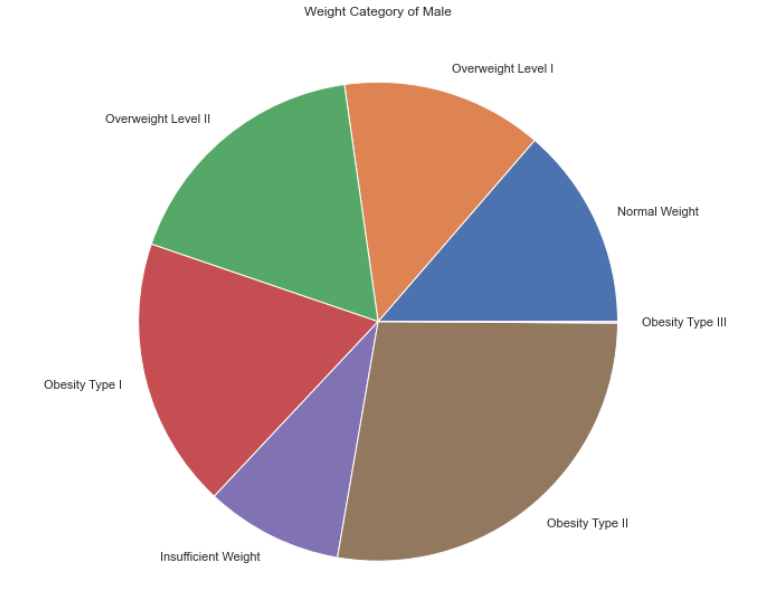 Weight Category of Male
Overweight Level I
Overweight Level II
Normal Weight
Obesity Type III
Obesity Type I
Obesity Type II
Insufficient Weight